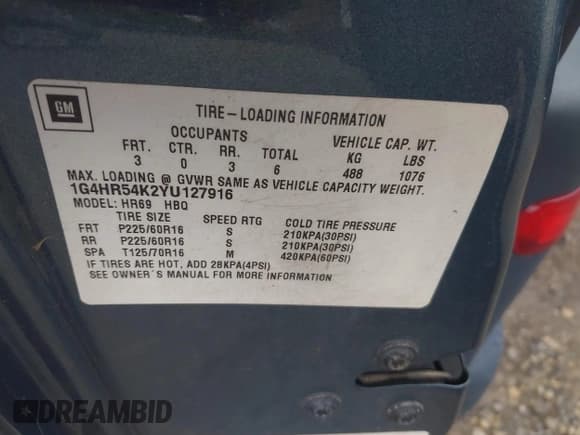 GM
TIRE-LOADING INFORMATION
OCCUPANTS VEHICLE CAP. WT.
FRT. CTR. RR. TOTAL KG LBS
3 0 3 6 488 1076
MAX. LOADING @ GVWR SAME AS VEHICLE CAPACITY WEIGHT.
1G4HR54K2YU127916
MODEL: HR69 HBQ
TIRE SIZE SPEED RTG COLD TIRE PRESSURE
FRT P225/60R16 S 210KPA(30PSI)
RR P225/60R16 S 210KPA(30PSI)
SPA T125/70R16 M 420KPA(60PSI)
IF TIRES ARE HOT, ADD 28KPA(4PSI)
SEE OWNER'S MANUAL FOR MORE INFORMATION
DREAMBID